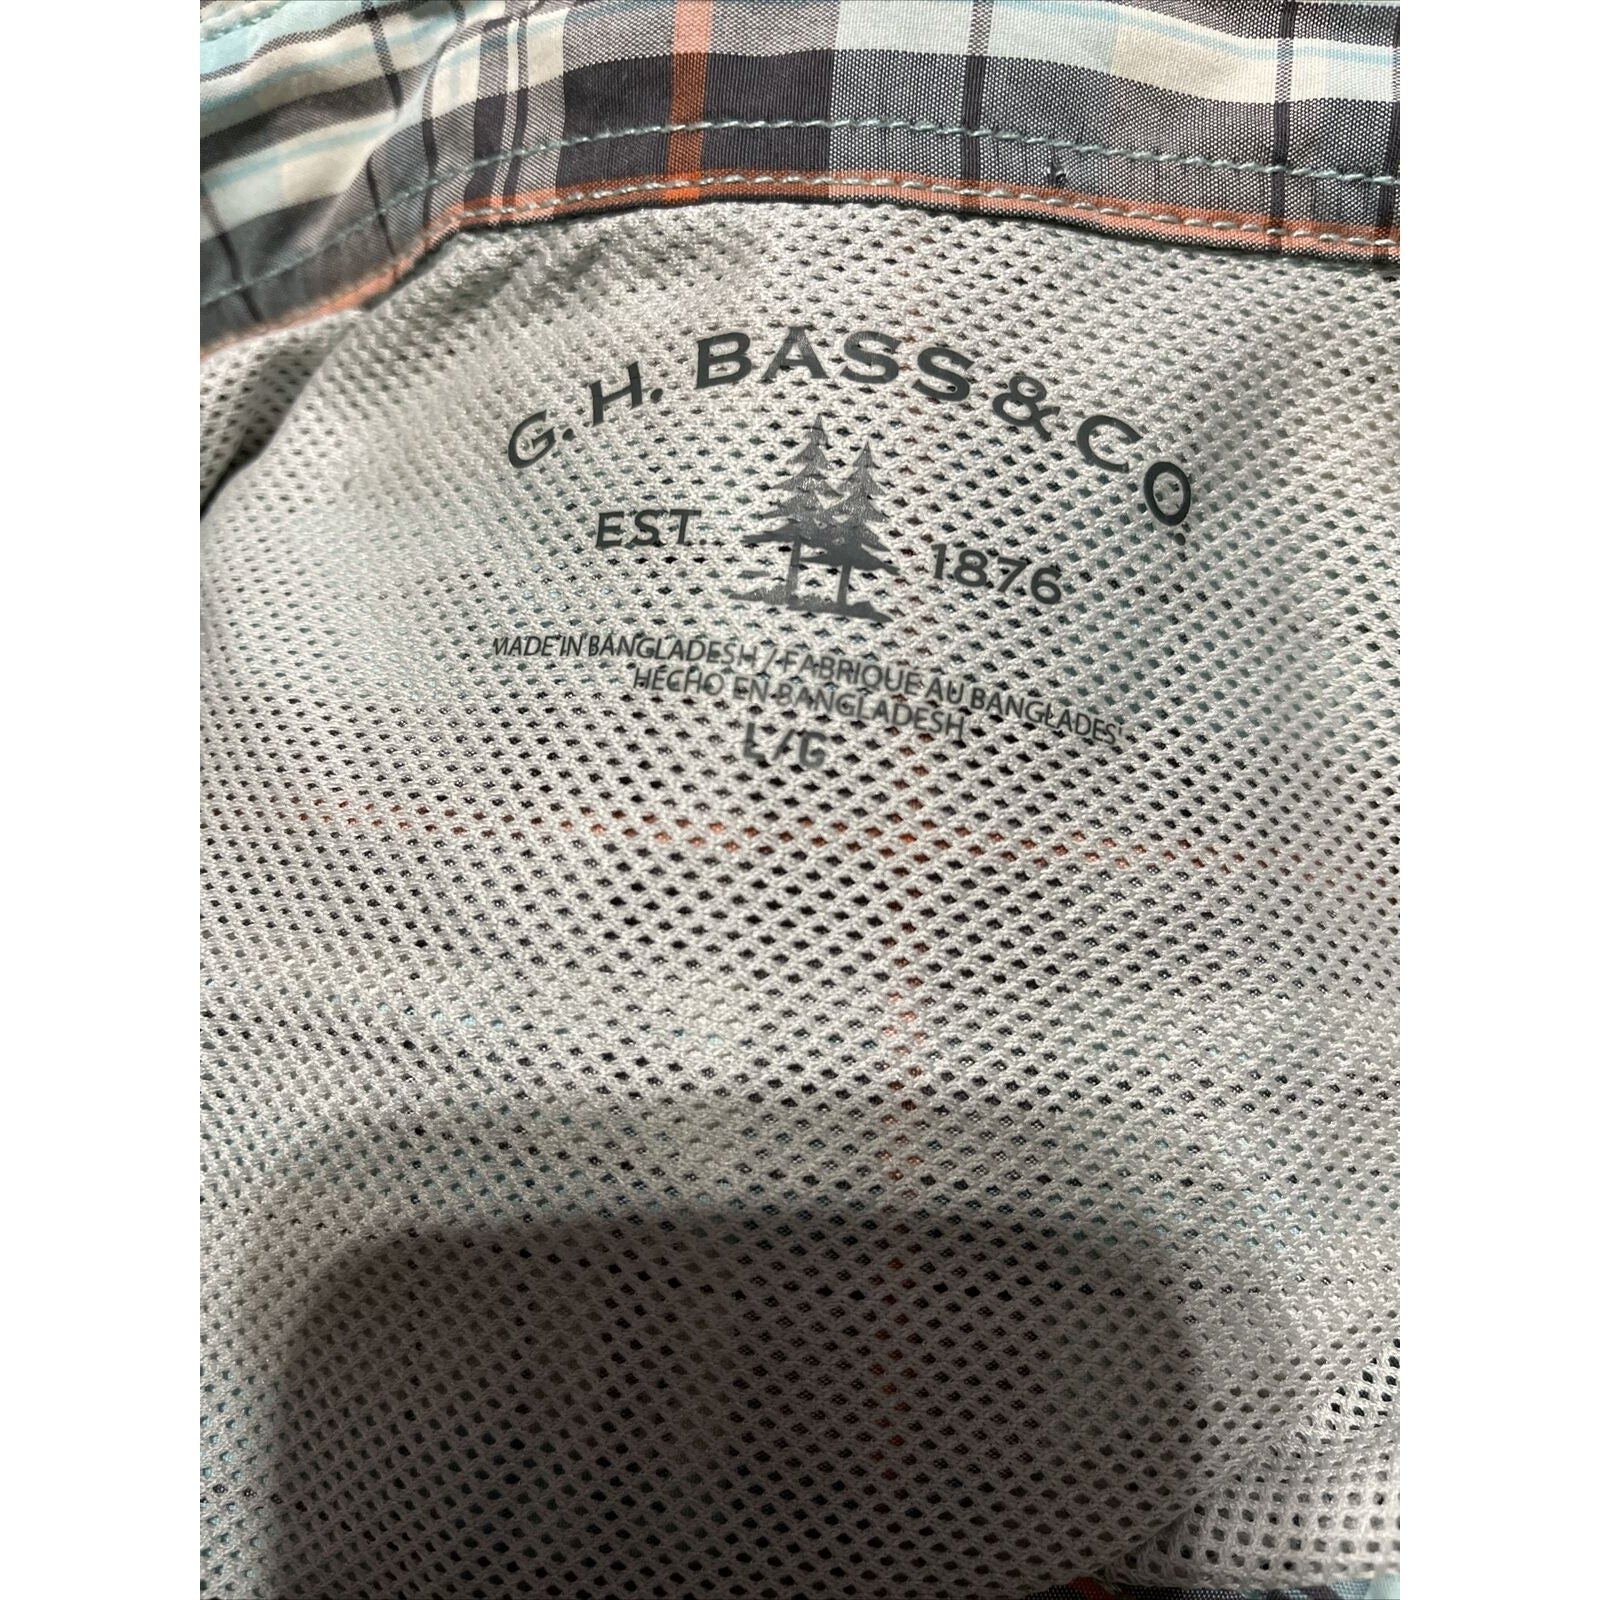 G.H. BASS & CO
EST. 1876
MADE IN BANGLADESH / FABRIQUÉ AU BANGLADES
HECHO EN BANGLADESH
L/G